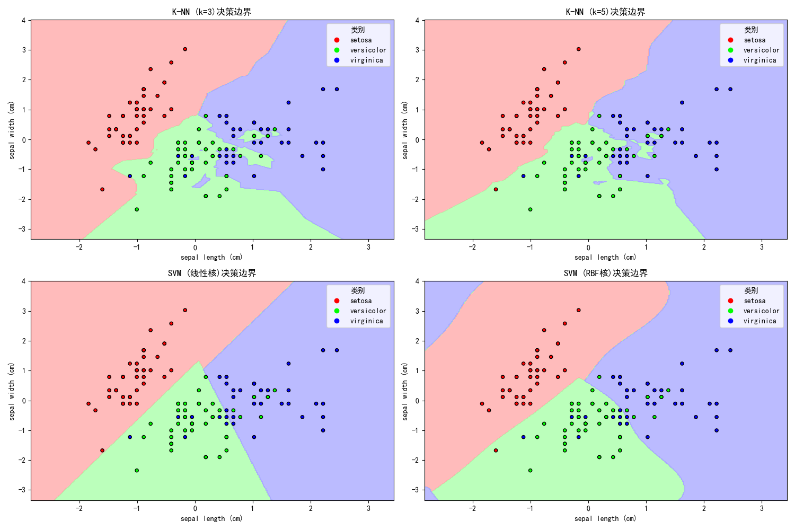 K-NN (k=3)决策边界
类别
setosa
versicolor
virginica
4
3
2
1
0
-1
-2
-3
sepal width (cm)
-2
-1
0
1
2
3
sepal length (cm)
K-NN (k=5)决策边界
类别
setosa
versicolor
virginica
4
3
2
1
0
-1
-2
-3
sepal width (cm)
-2
-1
0
1
2
3
sepal length (cm)
SVM (线性核)决策边界
类别
setosa
versicolor
virginica
4
3
2
1
0
-1
-2
-3
sepal width (cm)
-2
-1
0
1
2
3
sepal length (cm)
SVM (RBF核)决策边界
类别
setosa
versicolor
virginica
4
3
2
1
0
-1
-2
-3
sepal width (cm)
-2
-1
0
1
2
3
sepal length (cm)